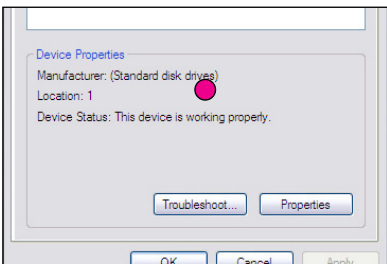 Device Properties
Manufacturer: (Standard disk drives)
Location: 1
Device Status: This device is working properly.
Troubleshoot... Properties
OK Cancel Apply